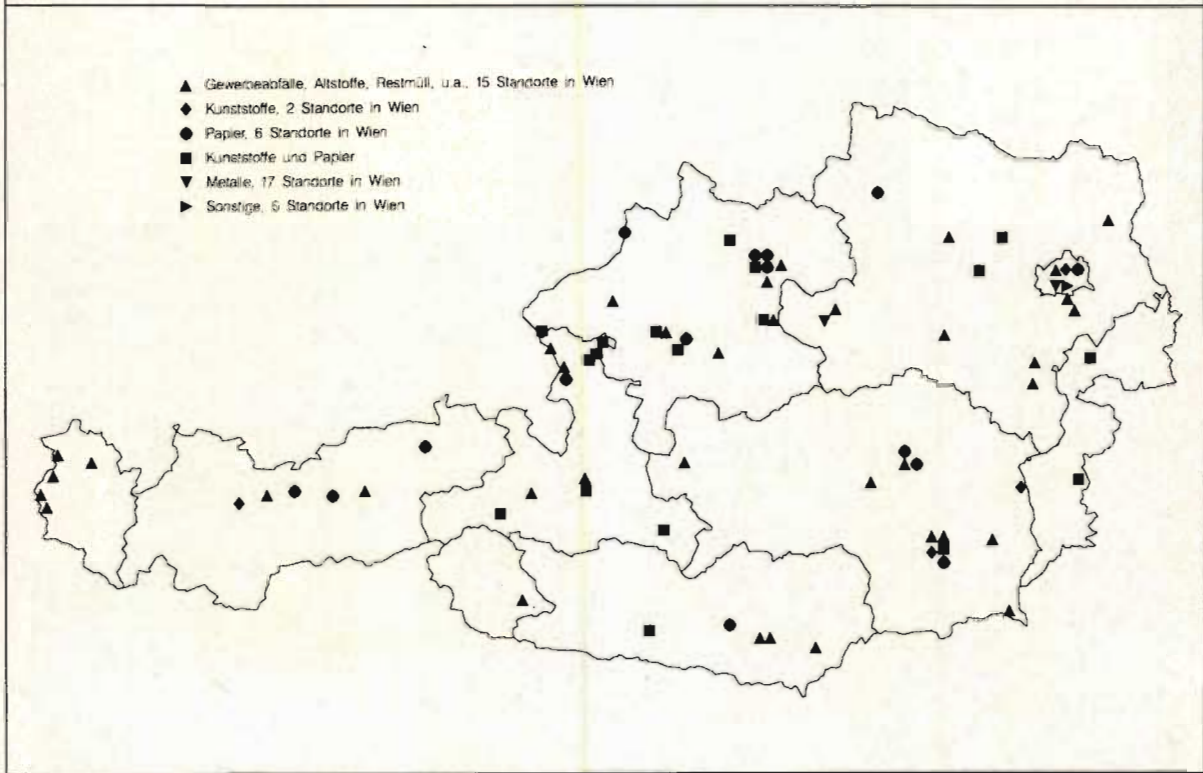 Gewerbeabfälle, Altstoffe, Restmüll, u.a., 15 Standorte in Wien
Kunststoffe, 2 Standorte in Wien
Papier, 6 Standorte in Wien
Kunststoffe und Papier
Metalle, 17 Standorte in Wien
Sonstige, 6 Standorte in Wien